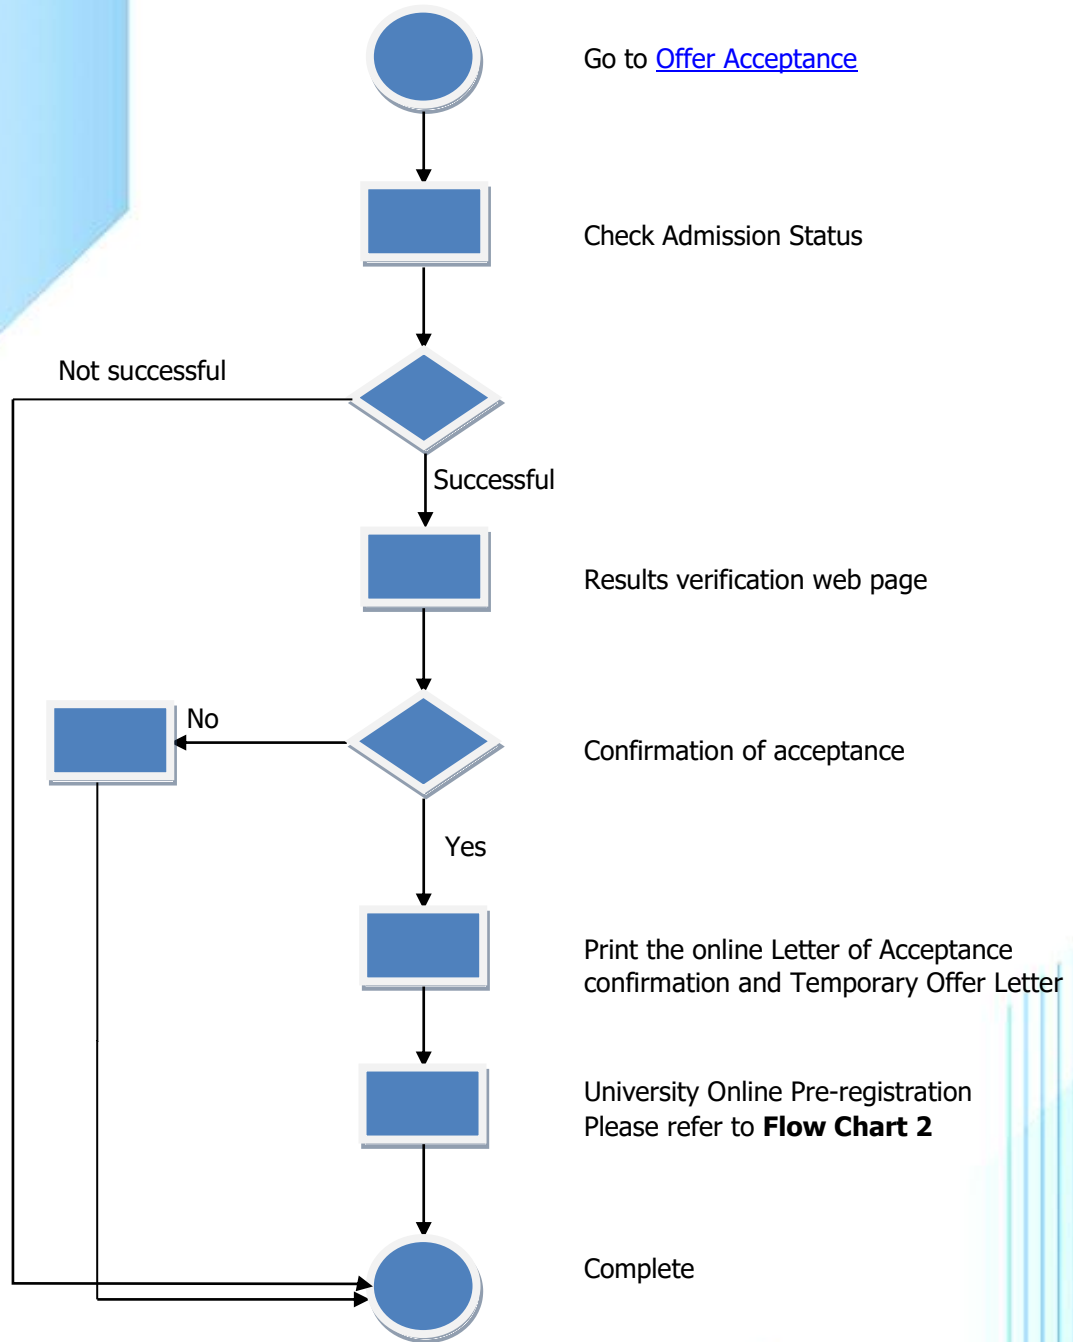 Go to Offer Acceptance
Check Admission Status
Not successful
Successful
Results verification web page
No
Confirmation of acceptance
Yes
Print the online Letter of Acceptance
confirmation and Temporary Offer Letter
University Online Pre-registration
Please refer to Flow Chart 2
Complete